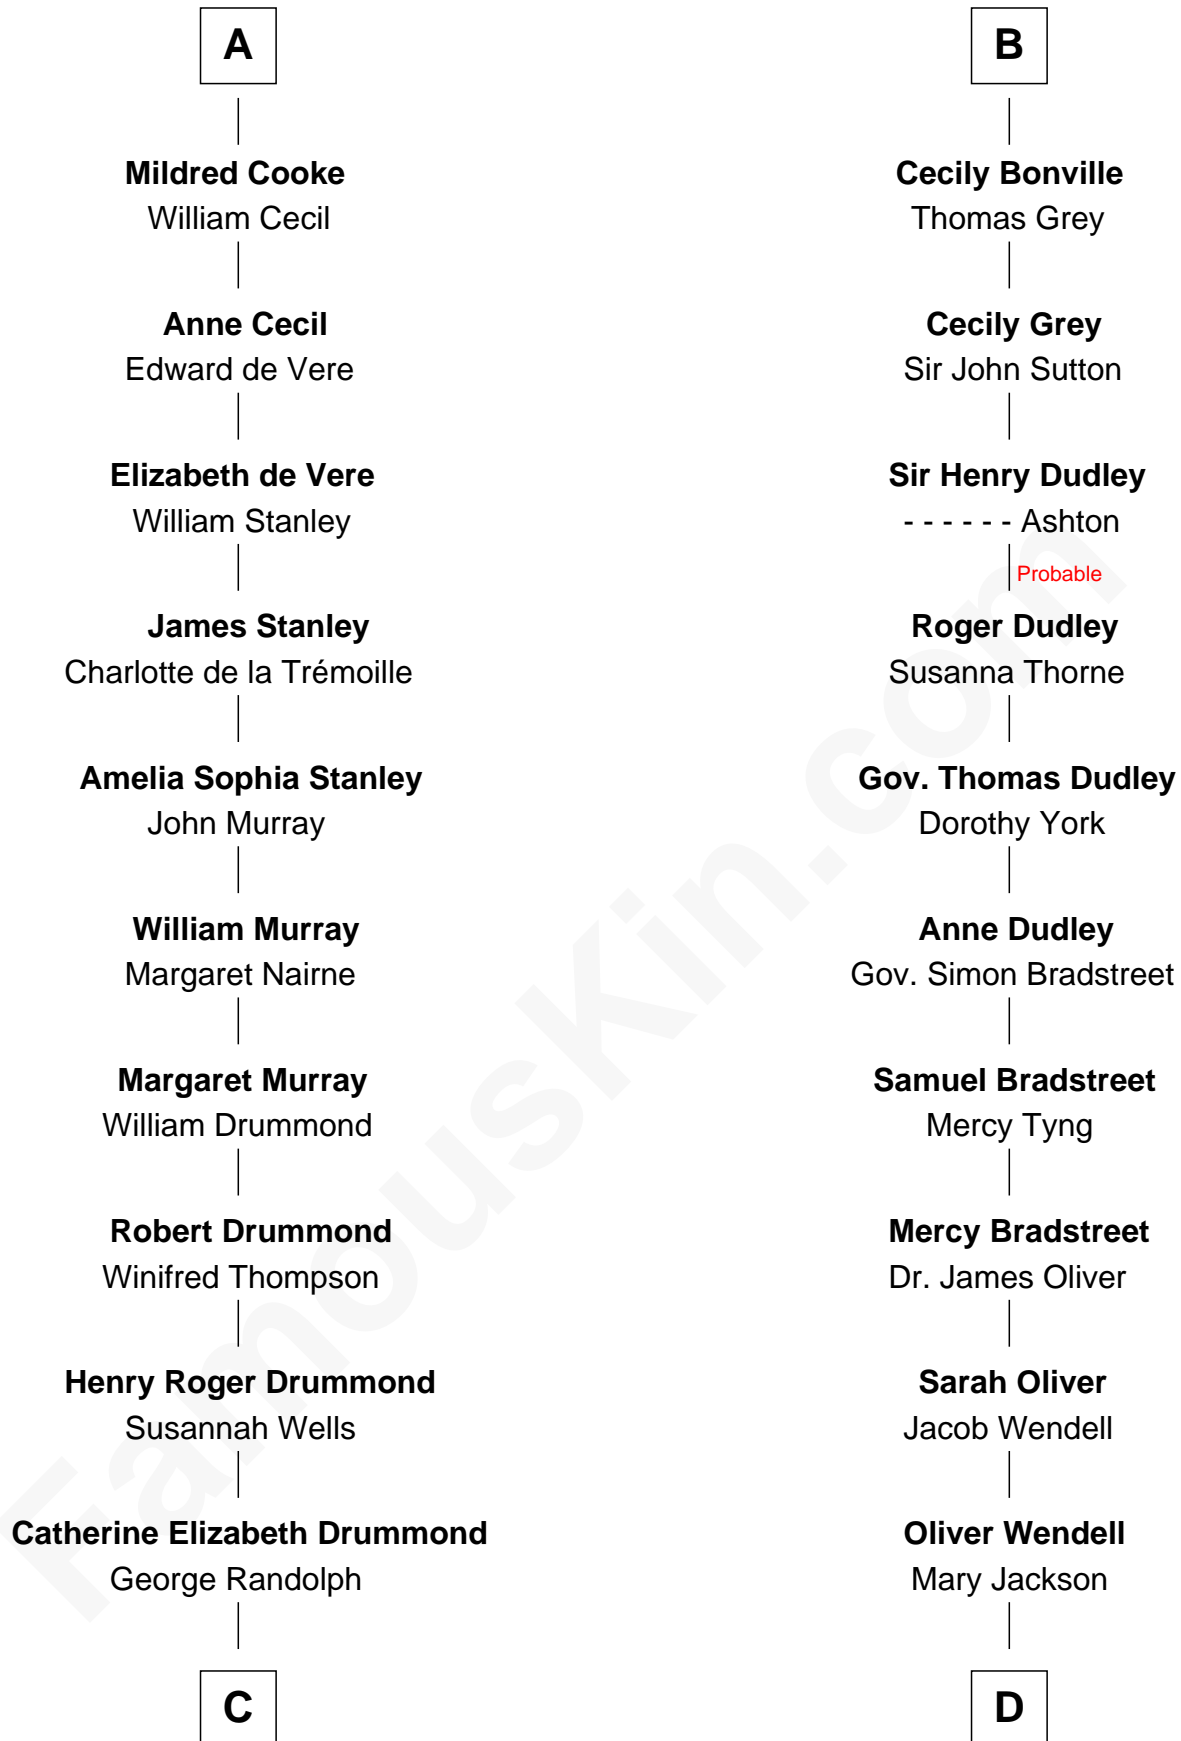 A
Mildred Cooke
William Cecil
Anne Cecil
Edward de Vere
Elizabeth de Vere
William Stanley
James Stanley
Charlotte de la Trémoille
Amelia Sophia Stanley
John Murray
William Murray
Margaret Nairne
Margaret Murray
William Drummond
Robert Drummond
Winifred Thompson
Henry Roger Drummond
Susannah Wells
Catherine Elizabeth Drummond
George Randolph
C
B
Cecily Bonville
Thomas Grey
Cecily Grey
Sir John Sutton
Sir Henry Dudley
- - - - - - Ashton
Probable
Roger Dudley
Susanna Thorne
Gov. Thomas Dudley
Dorothy York
Anne Dudley
Gov. Simon Bradstreet
Samuel Bradstreet
Mercy Tyng
Mercy Bradstreet
Dr. James Oliver
Sarah Oliver
Jacob Wendell
Oliver Wendell
Mary Jackson
D
FamousKin.com